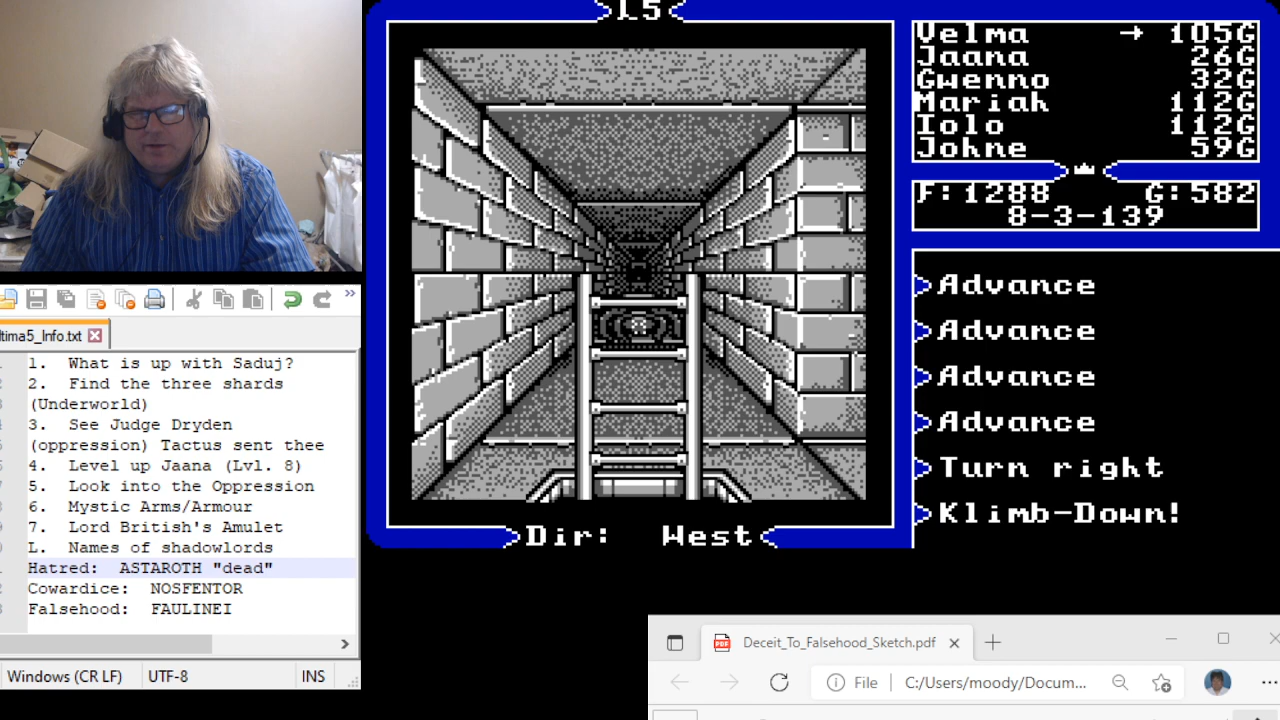 L5
Velma → 105G
Jaana 26G
Gwenno 32G
Mariah 112G
Iolo 112G
Johne 59G
F:1288 G:582
8-3-139
Advance
Advance
Advance
Advance
Turn right
Klimb-Down!
Dir: West
tima5_Info.txt
1. What is up with Saduj?
2. Find the three shards
(Underworld)
3. See Judge Dryden
(oppression) Tactus sent thee
4. Level up Jaana (Lvl. 8)
5. Look into the Oppression
6. Mystic Arms/Armour
7. Lord British's Amulet
L. Names of shadowlords
Hatred: ASTAROTH "dead"
Cowardice: NOSFENTOR
Falsehood: FAULINEI
Windows (CR LF) UTF-8 INS
Deceit_To_Falsehood_Sketch.pdf
File C:/Users/moody/Docum...